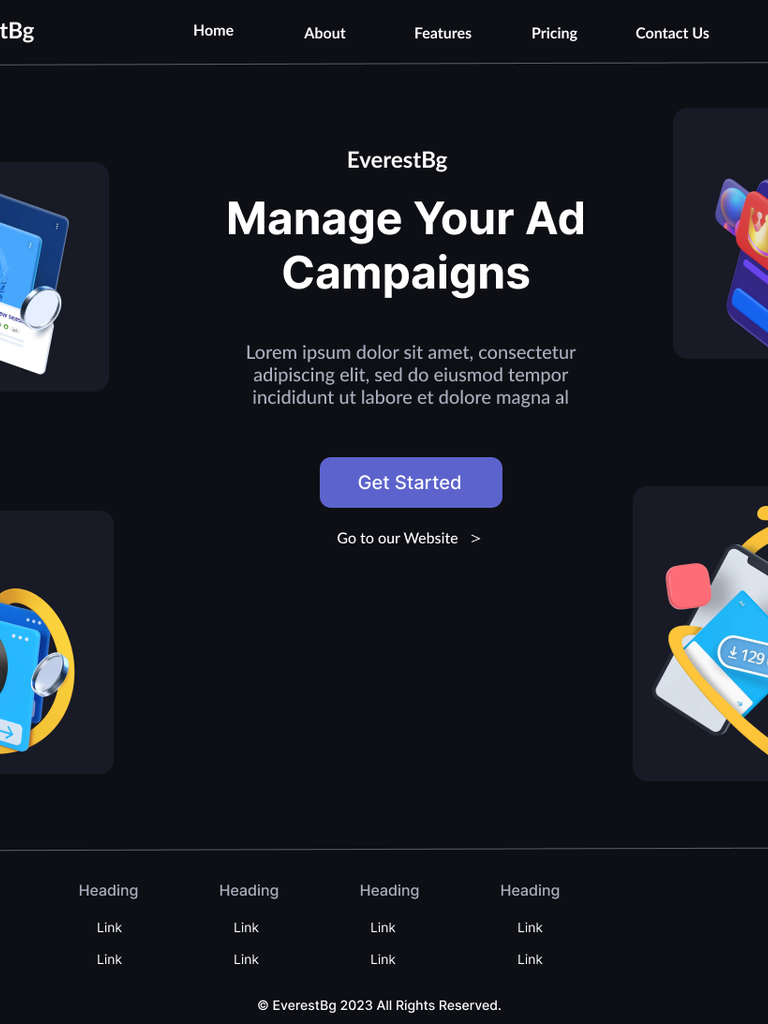 tBg
Home About Features Pricing Contact Us
EverestBg
Manage Your Ad
Campaigns
Lorem ipsum dolor sit amet, consectetur
adipiscing elit, sed do eiusmod tempor
incididunt ut labore et dolore magna al
Get Started
Go to our Website >
129
Heading Heading Heading Heading
Link Link Link Link
Link Link Link Link
© EverestBg 2023 All Rights Reserved.